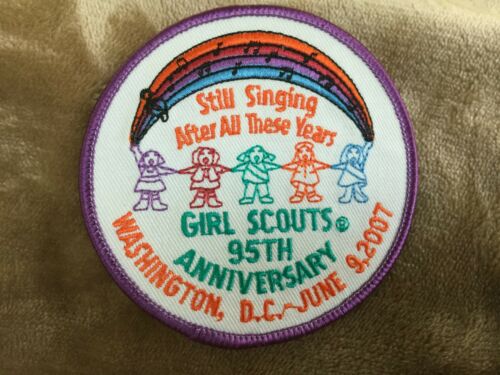 Still Singing
After All These Years
GIRL SCOUTS®
95TH
ANNIVERSARY
WASHINGTON, D.C.~JUNE 9.2007